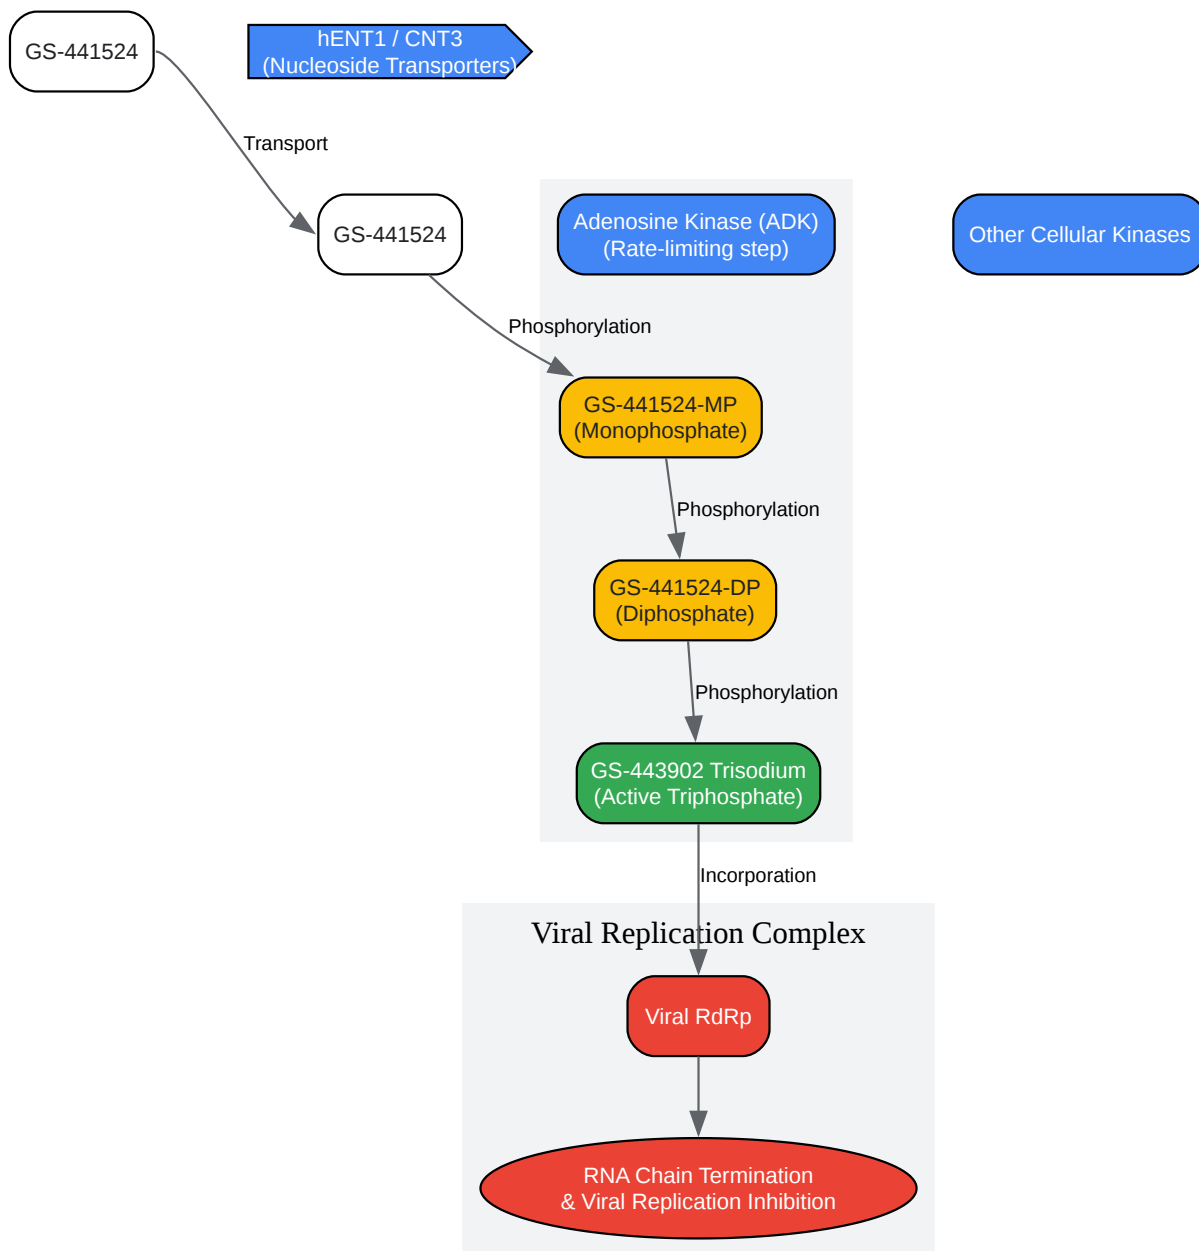 GS-441524
hENT1 / CNT3
(Nucleoside Transporters)
Transport
GS-441524
Adenosine Kinase (ADK)
(Rate-limiting step)
Other Cellular Kinases
Phosphorylation
GS-441524-MP
(Monophosphate)
Phosphorylation
GS-441524-DP
(Diphosphate)
Phosphorylation
GS-443902 Trisodium
(Active Triphosphate)
Incorporation
Viral Replication Complex
Viral RdRp
RNA Chain Termination
& Viral Replication Inhibition